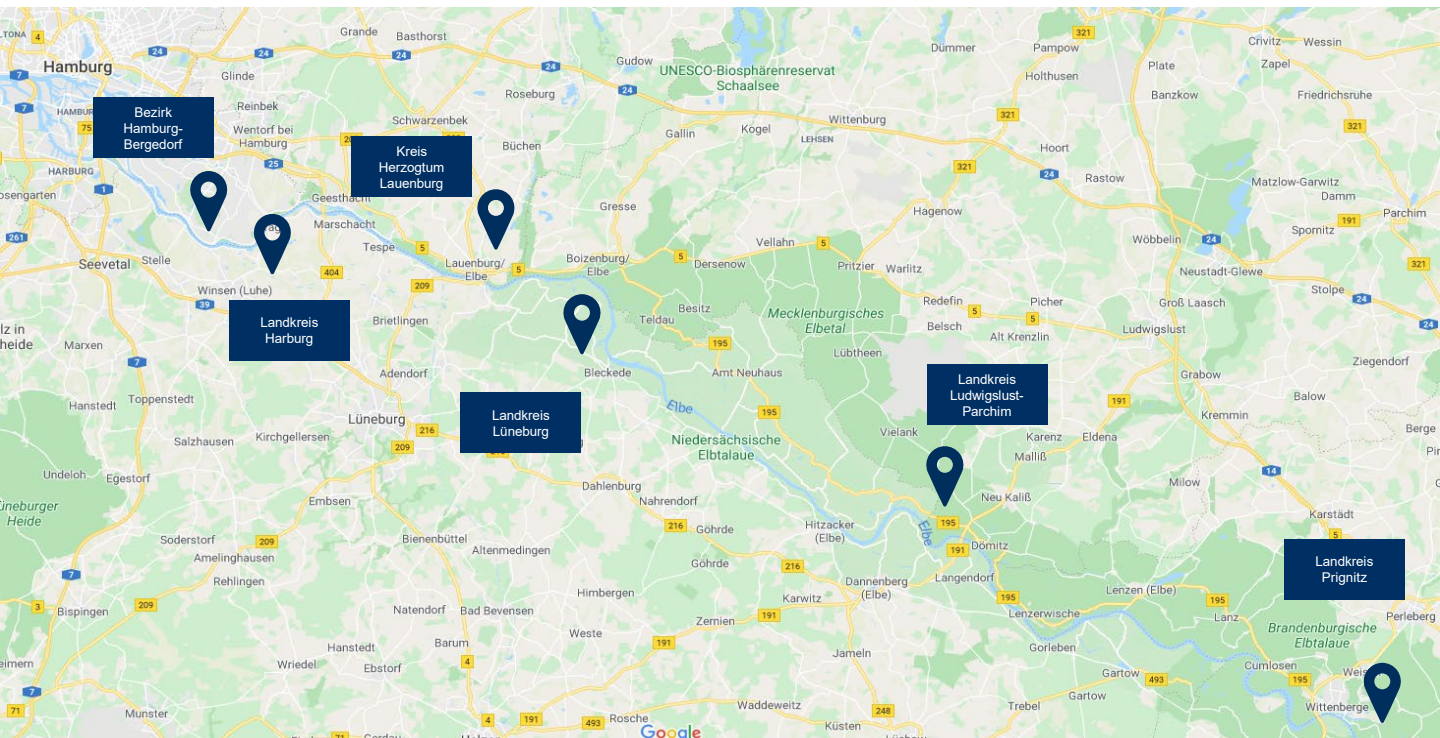 Grande
Basthorst
Hamburg
Glinde
Reinbek
Wentorf bei
Hamburg
HARBURG
Bezirk
Hamburg-
Bergedorf
Schwarzenbek
Roseburg
Büchen
Kreis
Herzogtum
Lauenburg
Gudow
UNESCO-Biosphärenreservat
Schaalsee
Dümmer
Pampow
Holthusen
Plate
Banzkow
Crivitz
Wessin
Zapel
Friedrichsruhe
Gallin
Kogel
Wittenburg
LEHSEN
Hoort
Rastow
Matzlow-Garwitz
Damm
Parchim
Spornitz
Gresse
Hagenow
Wöbbelin
Neustadt-Glewe
Stolpe
Marschacht
Tespe
Seevetal
Stelle
Winsen (Luhe)
Lauenburg/
Elbe
Boizenburg/
Elbe
Dersenow
Vellahn
Pritzier
Warlitz
Landkreis
Harburg
Brietlingen
Teldau
Besitz
Mecklenburgisches
Elbetal
Redefin
Belsch
Picher
Alt Krenzlin
Groß Laasch
Ludwigslust
Ziegendorf
Marxen
Adendorf
Bleckede
Amt Neuhaus
Lübtheen
Landkreis
Ludwigslust-
Parchim
Grabow
Balow
Kremmin
Berge
Hanstedt
Toppenstedt
Salzhausen
Kirchgellersen
Lüneburg
Landkreis
Lüneburg
Elbe
Niedersächsische
Elbtalaue
Vielank
Karenz
Eldena
Malliß
Undeloh
Egestorf
Embsen
Dahlenburg
Nahrendorf
Neu Kaliß
Milow
Karstädt
Heide
Soderstorf
Amelinghausen
Rehlingen
Bienenbüttel
Altenmedingen
Göhrde
Göhrde
Hitzacker
(Elbe)
Elbe
Dömitz
Landkreis
Prignitz
Bispingen
Natendorf
Bad Bevensen
Himbergen
Karwitz
Dannenberg
(Elbe)
Langendorf
Lenzen (Elbe)
Lenzerwische
Lanz
Perleberg
Brandenburgische
Elbtalaue
Hanstedt
Wriedel
Ebstorf
Barum
Weste
Zernien
Jameln
Gorleben
Gartow
Gartow
Cumlosen
Wittenberge
Munster
Rosche
Waddeweitz
Küsten
Trebel
Google